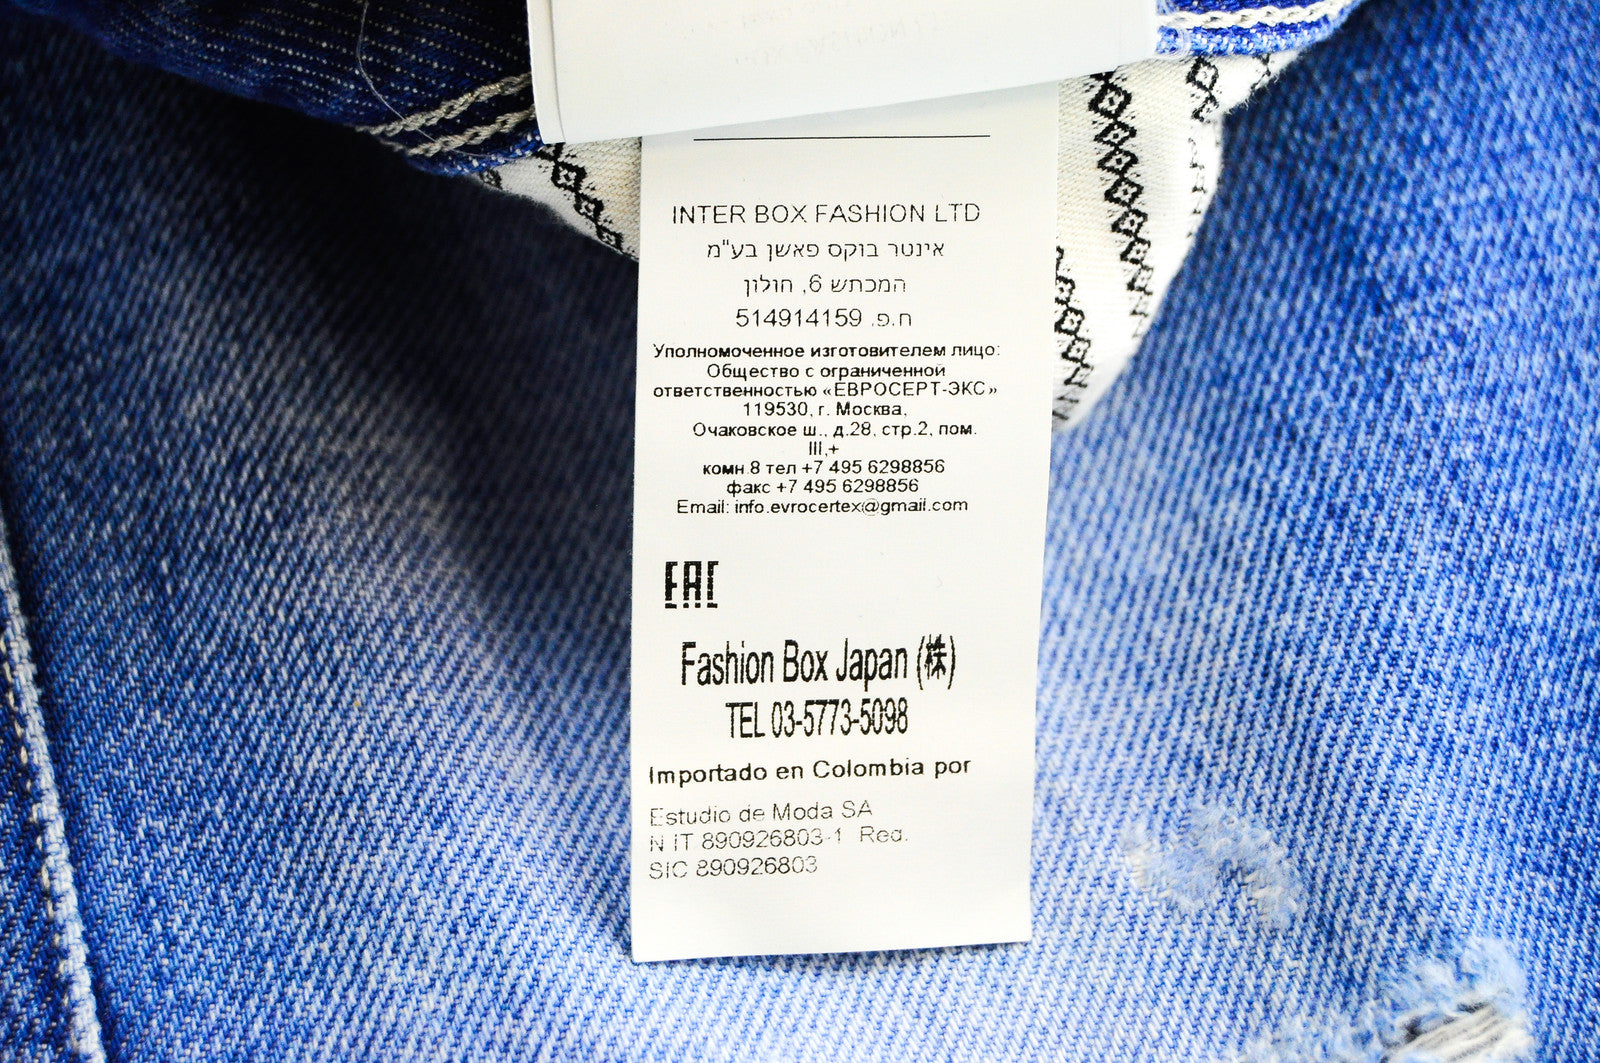 INTER BOX FASHION LTD
אינטר בוקס פאשן בע"מ
המכתש 6, חולון
ח.פ. 514914159
Уполномоченное изготовителем лицо:
Общество с ограниченной
ответственностью «ЕВРОСЕРТ-ЭКС»
119530, г. Москва,
Очаковское ш., д.28, стр.2, пом.
III,+
комн.8 тел +7 495 6298856
факс +7 495 6298856
Email: info.evrocertex@gmail.com
EAC
Fashion Box Japan (株)
TEL 03-5773-5098
Importado en Colombia por
Estudio de Moda SA
N IT 890926803-1 Reg.
SIC 890926803